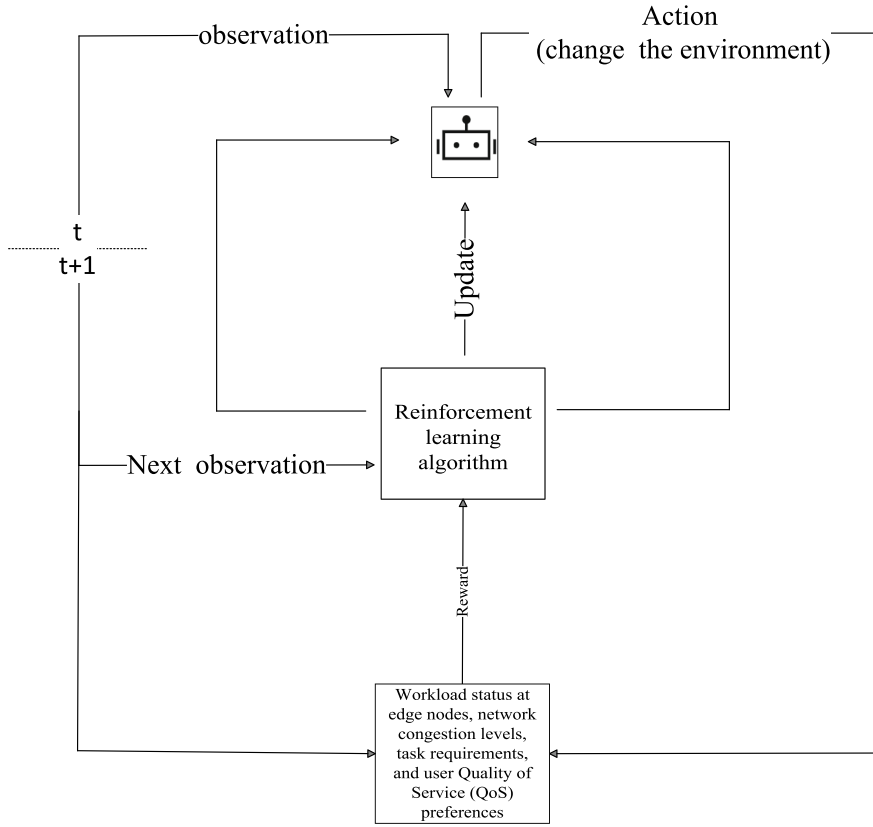 Action
observation
(change the environment)
t
t+1
Update
Reinforcement
learning
algorithm
Next observation
Reward
Workload status at
edge nodes, network
congestion levels,
task requirements,
and user Quality of
Service (QoS)
preferences